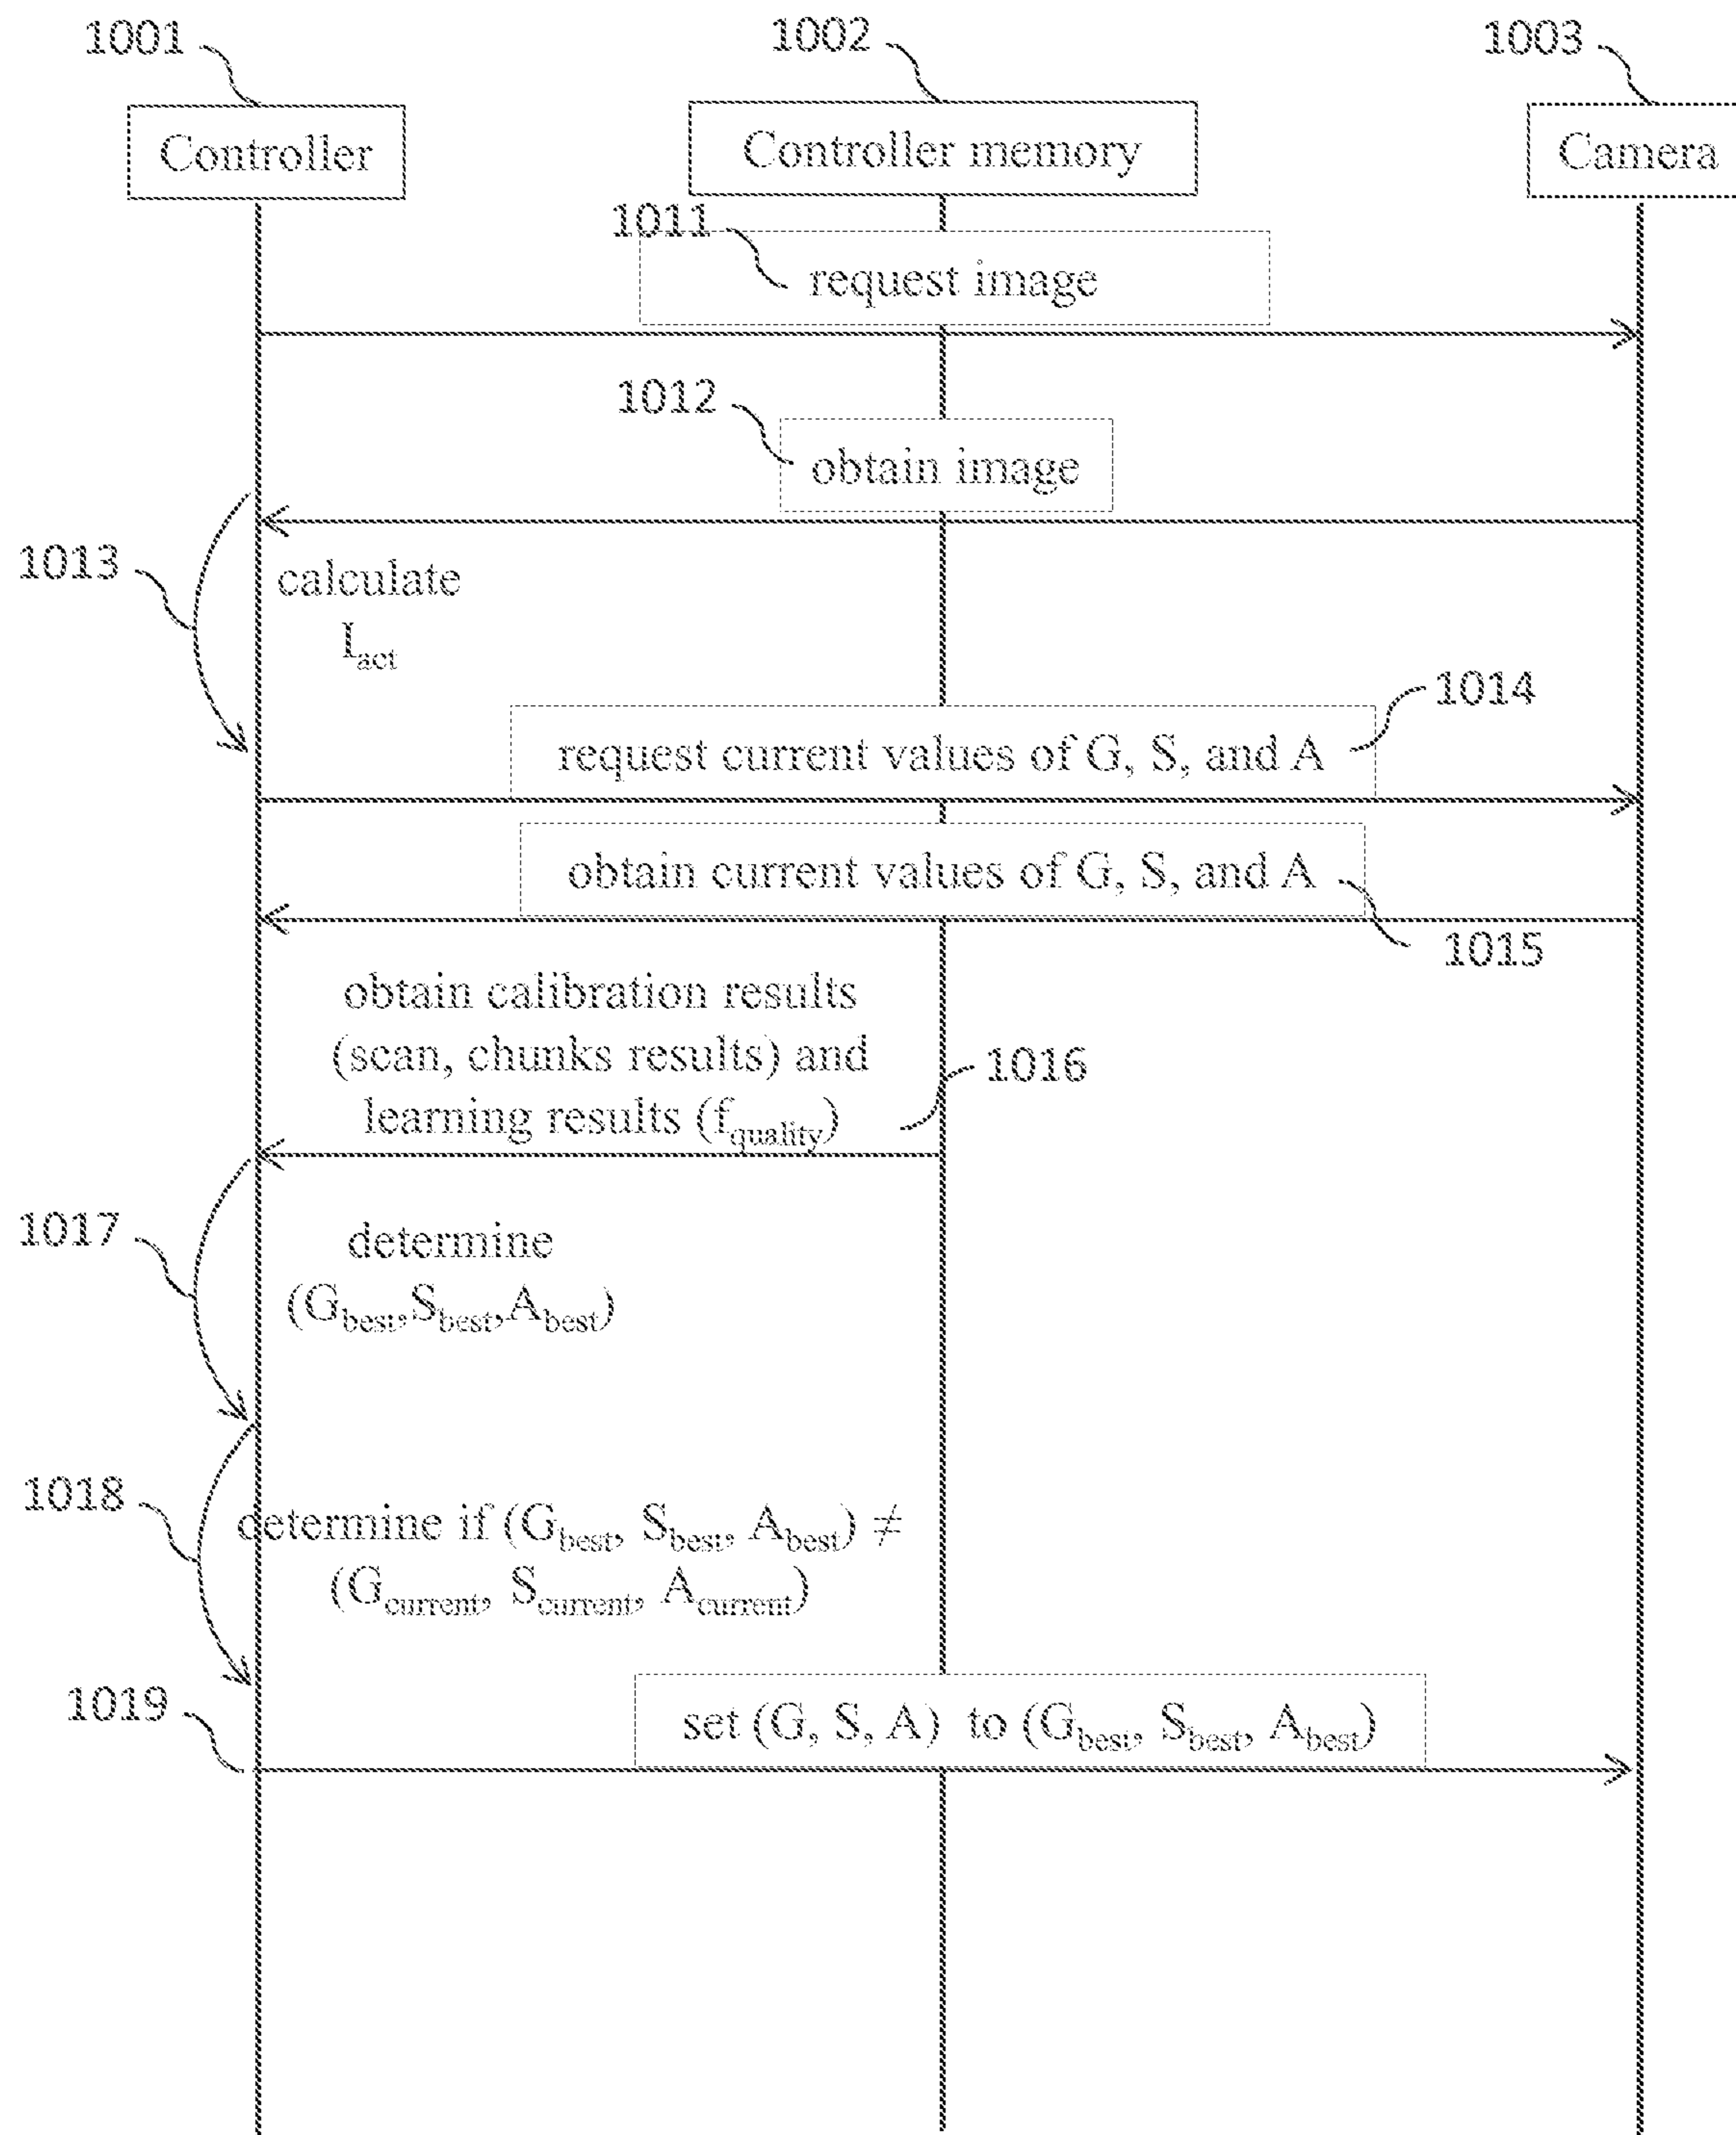 1001
1002
1003
Controller
Controller memory
Camera
1011
request image
1012
obtain image
1013
calculate
I_act
1014
request current values of G, S, and A
obtain current values of G, S, and A
1015
obtain calibration results
(scan, chunks results) and
learning results (f_quality)
1016
1017
determine
(G_best, S_best, A_best)
1018
determine if (G_best, S_best, A_best) ≠
(G_current, S_current, A_current)
1019
set (G, S, A) to (G_best, S_best, A_best)